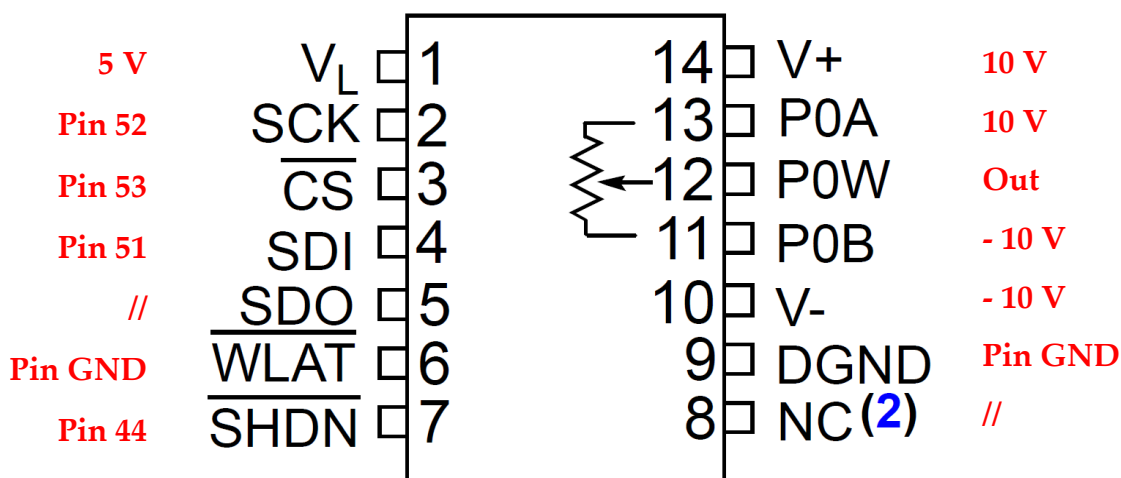 5 V V_L 1 14 V+ 10 V
Pin 52 SCK 2 13 P0A 10 V
Pin 53 CS 3 12 P0W Out
Pin 51 SDI 4 11 P0B - 10 V
// SDO 5 10 V- - 10 V
Pin GND WLAT 6 9 DGND Pin GND
Pin 44 SHDN 7 8 NC(2) //